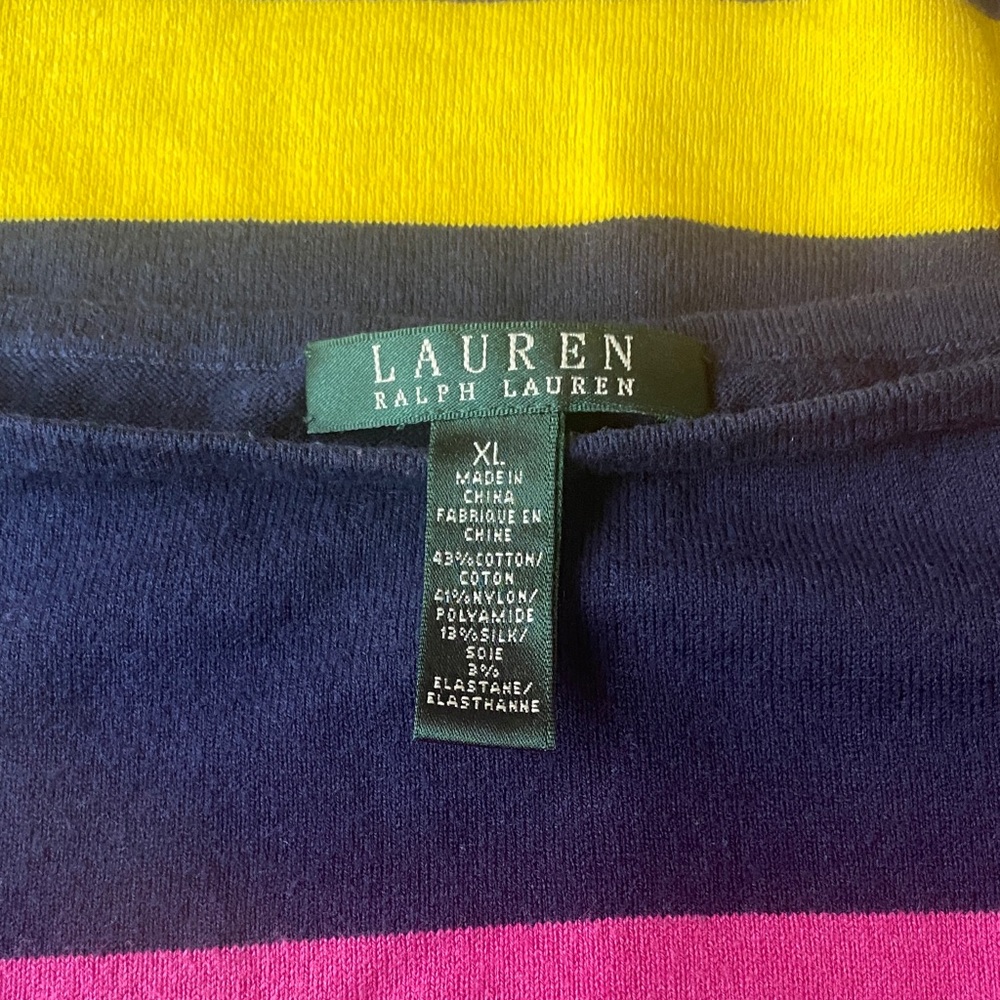 LAUREN
RALPH LAUREN
XL
MADE IN
CHINA
FABRIQUE EN
CHINE
43%COTTON/
COTON
41%NYLON/
POLYAMIDE
13%SILK/
SOIE
3%
ELASTANE/
ELASTHANNE